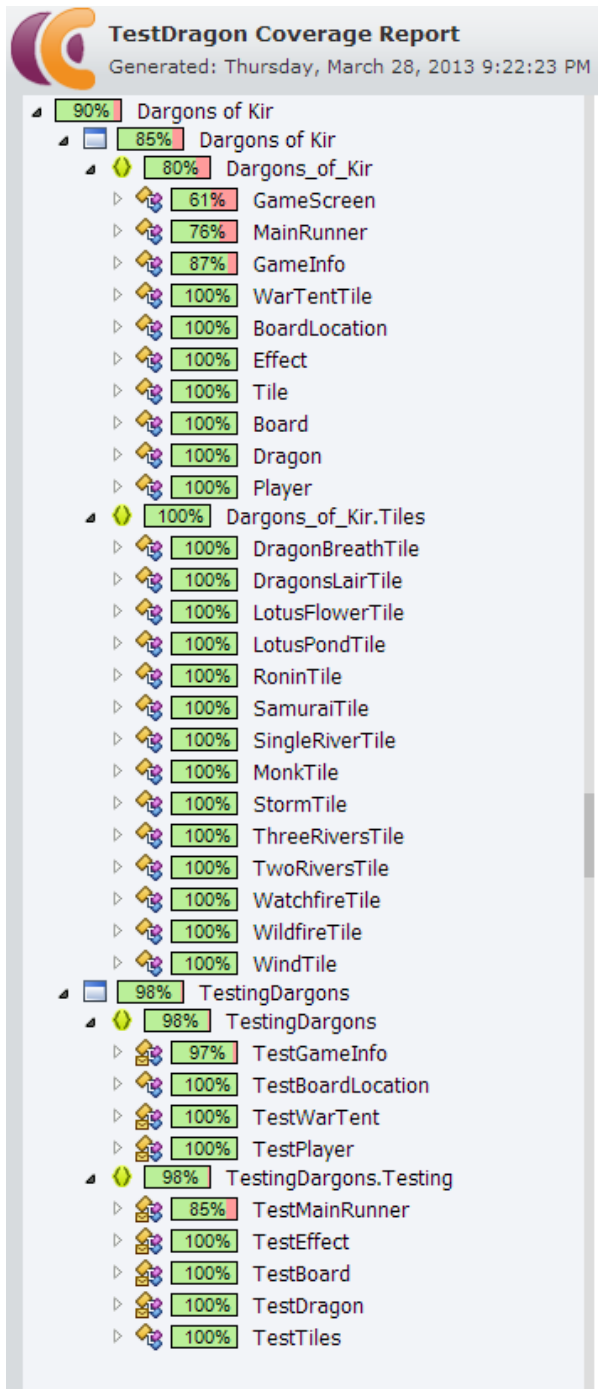 TestDragon Coverage Report
Generated: Thursday, March 28, 2013 9:22:23 PM
90% Dargons of Kir
85% Dargons of Kir
80% Dargons_of_Kir
61% GameScreen
76% MainRunner
87% GameInfo
100% WarTentTile
100% BoardLocation
100% Effect
100% Tile
100% Board
100% Dragon
100% Player
100% Dargons_of_Kir.Tiles
100% DragonBreathTile
100% DragonsLairTile
100% LotusFlowerTile
100% LotusPondTile
100% RoninTile
100% SamuraiTile
100% SingleRiverTile
100% MonkTile
100% StormTile
100% ThreeRiversTile
100% TwoRiversTile
100% WatchfireTile
100% WildfireTile
100% WindTile
98% TestingDargons
98% TestingDargons
97% TestGameInfo
100% TestBoardLocation
100% TestWarTent
100% TestPlayer
98% TestingDargons.Testing
85% TestMainRunner
100% TestEffect
100% TestBoard
100% TestDragon
100% TestTiles